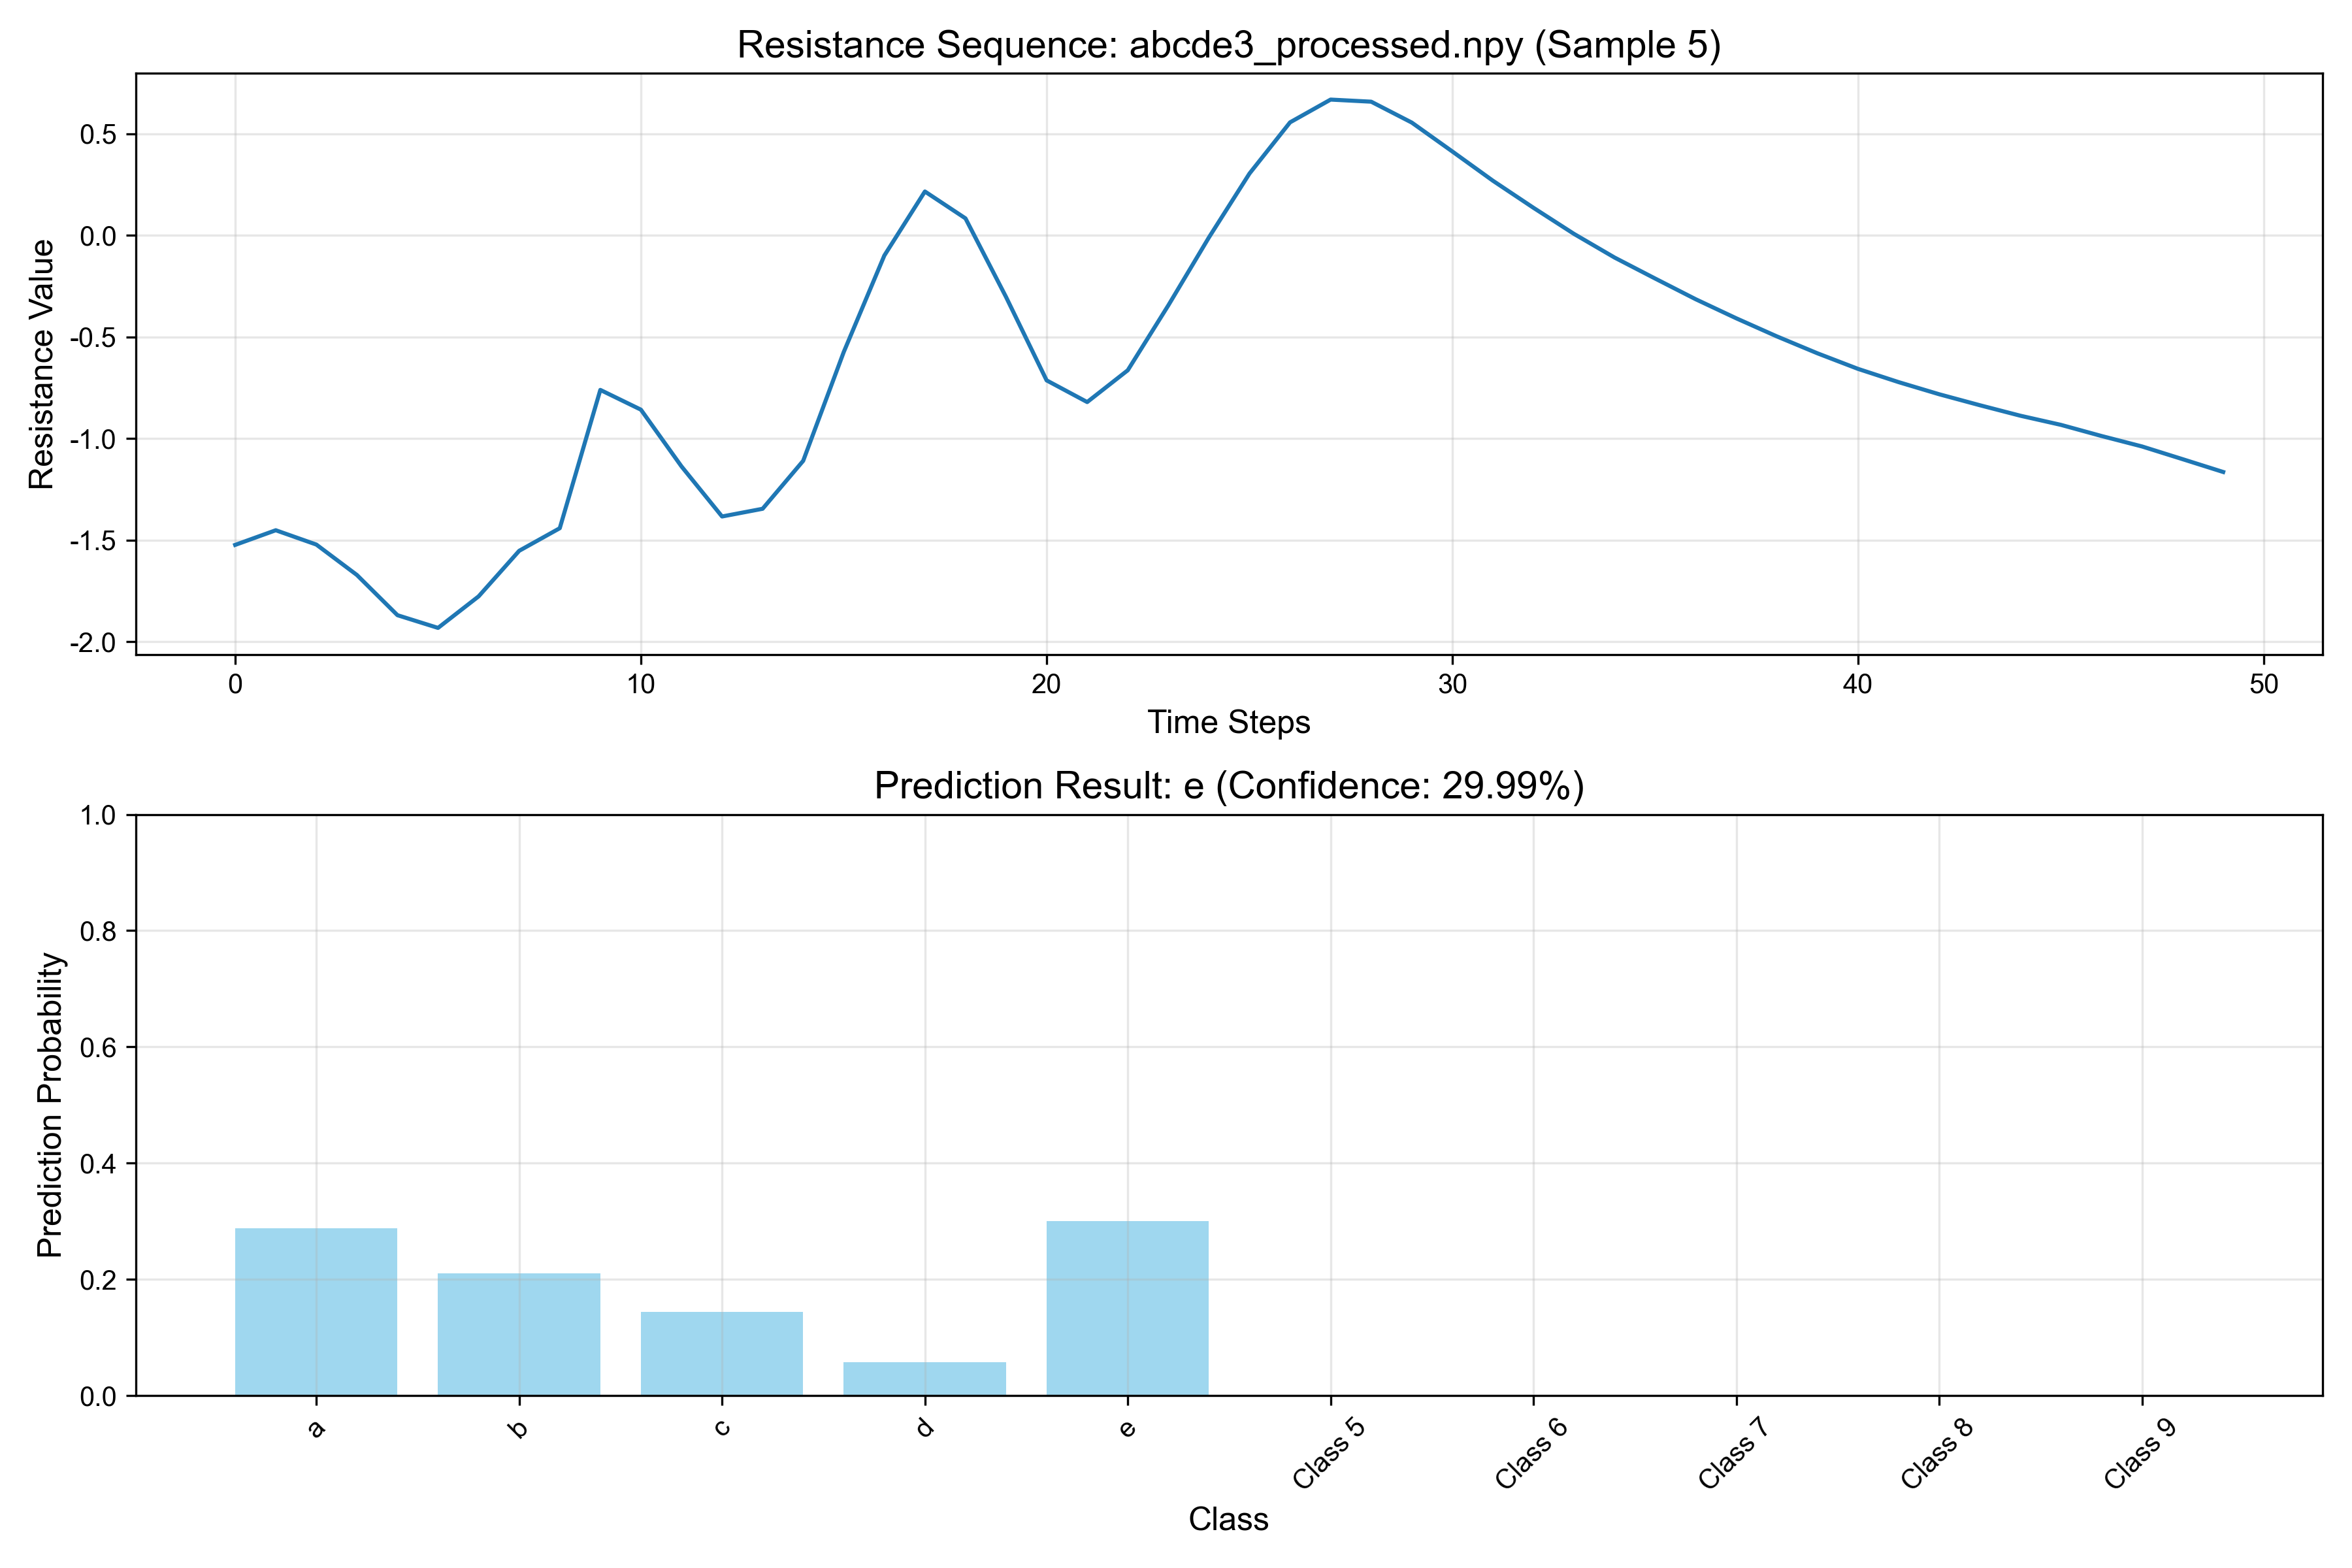 Resistance Sequence: abcde3_processed.npy (Sample 5)
Resistance Value
0.5
0.0
-0.5
-1.0
-1.5
-2.0
0 10 20 30 40 50
Time Steps
Prediction Result: e (Confidence: 29.99%)
Prediction Probability
1.0
0.8
0.6
0.4
0.2
0.0
a b c d e Class 5 Class 6 Class 7 Class 8 Class 9
Class